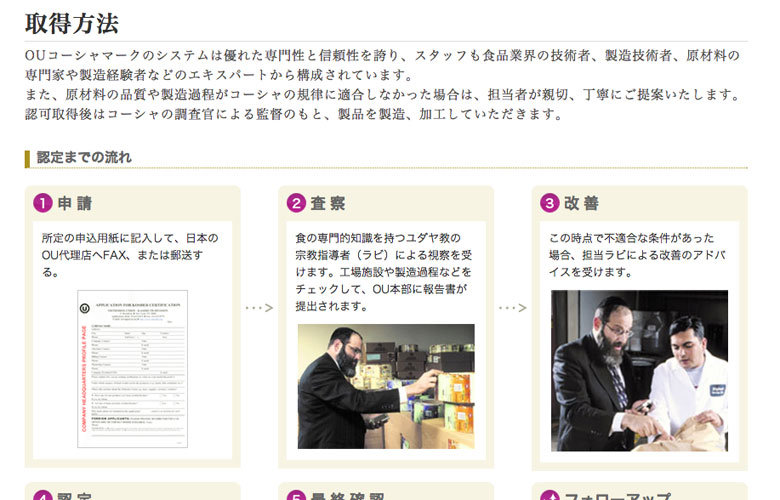 取得方法
OUコーシャマークのシステムは優れた専門性と信頼性を誇り、スタッフも食品業界の技術者、製造技術者、原材料の
専門家や製造経験者などのエキスパートから構成されています。
また、原材料の品質や製造過程がコーシャの規律に適合しなかった場合は、担当者が親切、丁寧にご提案いたします。
認可取得後はコーシャの調査官による監督のもと、製品を製造、加工していただきます。
認定までの流れ
1 申請
所定の申込用紙に記入して、日本の
OU代理店へFAX、または郵送す
る。
APPLICATION FOR KOSHER CERTIFICATION
COMPANY HEADQUARTERS PROFILE PAGE
2 査察
食の専門的知識を持つユダヤ教の
宗教指導者（ラビ）による視察を受
けます。工場施設や製造過程などを
チェックして、OU本部に報告書が
提出されます。
3 改善
この時点で不適合な条件があった
場合、担当ラビによる改善のアドバ
イスを受けます。
4 認定
5 最終確認
フォローアップ